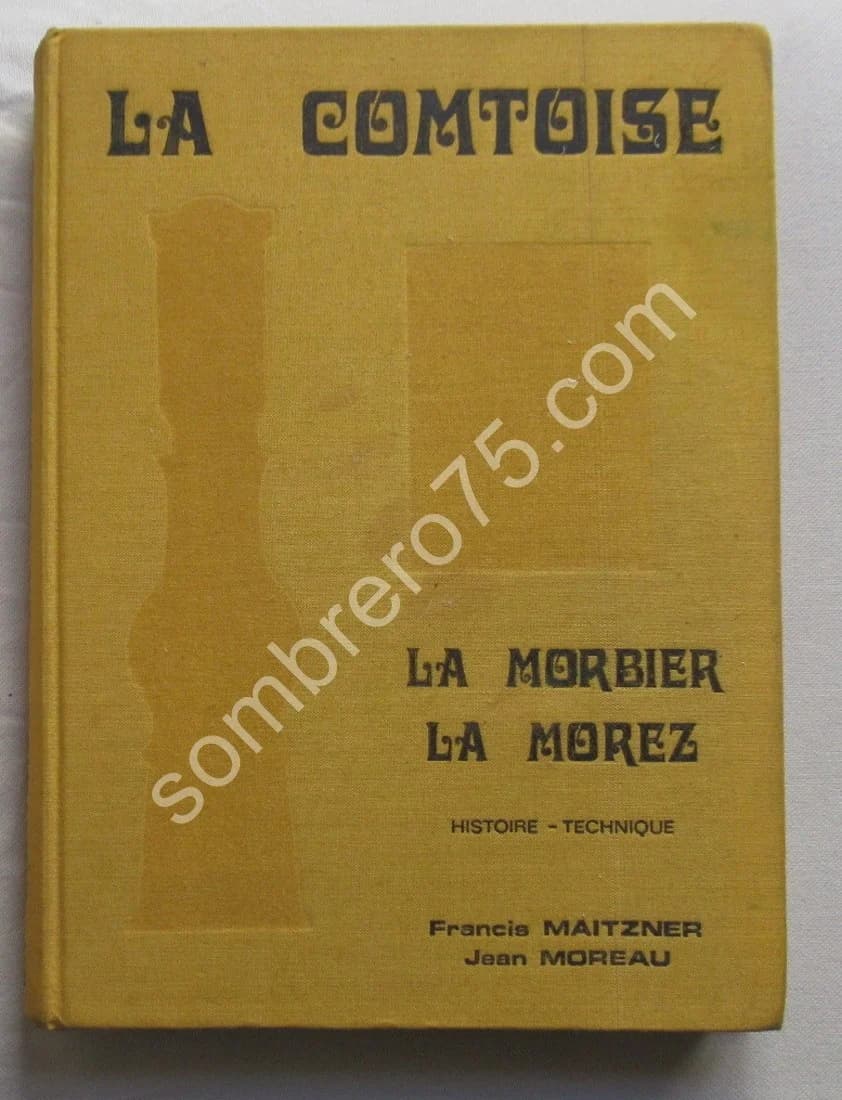 LA COMTOISE
sombrero75.com
LA MORBIER
LA MOREZ
HISTOIRE - TECHNIQUE
Francis MAITZNER
Jean MOREAU